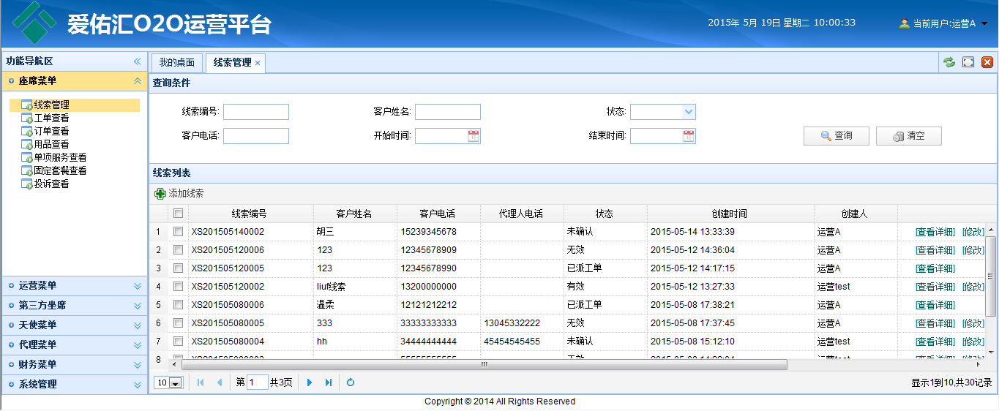 爱佑汇O2O运营平台
2015年 5月 19日 星期二 10:00:33
当前用户:运营A
功能导航区
座席菜单
线索管理
工单查看
订单查看
用品查看
单项服务查看
固定套餐查看
投诉查看
运营菜单
第三方坐席
天使菜单
代理菜单
财务菜单
系统管理
我的桌面 线索管理
查询条件
线索编号: 客户姓名: 状态:
客户电话: 开始时间: 结束时间: 查询 清空
线索列表
添加线索
线索编号 客户姓名 客户电话 代理人电话 状态 创建时间 创建人
1 XS201505140002 胡三 15239345678 未确认 2015-05-14 13:33:39 运营A [查看详细] [修改]
2 XS201505120006 123 12345678909 无效 2015-05-12 14:36:04 运营A [查看详细] [修改]
3 XS201505120005 123 12345678990 已派工单 2015-05-12 14:17:15 运营A [查看详细]
4 XS201505120002 liuf线索 13200000000 有效 2015-05-12 13:27:33 运营test [查看详细] [修改]
5 XS201505080006 温柔 12121212212 已派工单 2015-05-08 17:38:21 运营A [查看详细]
6 XS201505080005 333 33333333333 13045332222 无效 2015-05-08 17:37:45 运营A [查看详细] [修改]
7 XS201505080004 hh 34444444444 45454545455 未确认 2015-05-08 15:12:10 运营test [查看详细] [修改]
8
10 第 1 共3页 显示1到10,共30记录
Copyright © 2014 All Rights Reserved